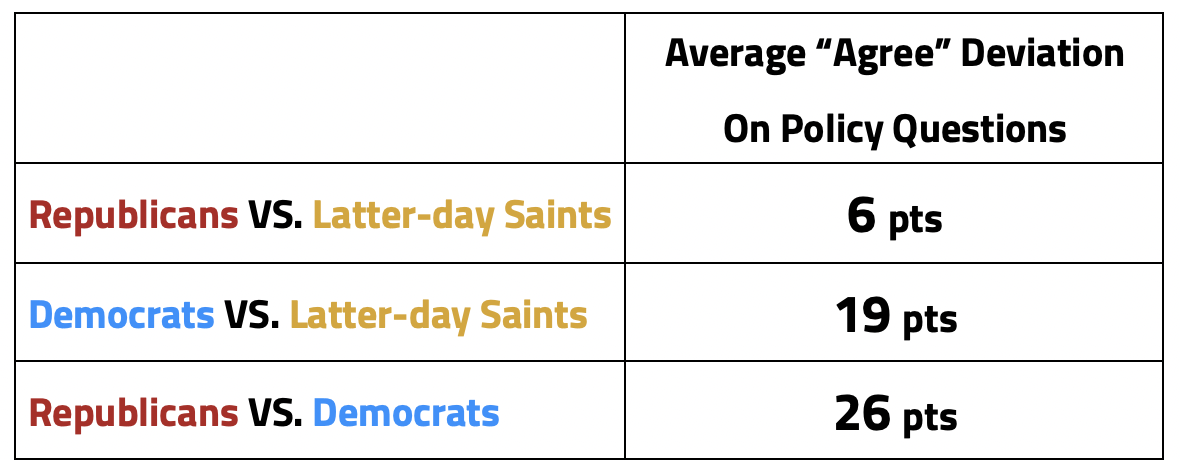 Average “Agree” Deviation
On Policy Questions
Republicans VS. Latter-day Saints
6 pts
Democrats VS. Latter-day Saints
19 pts
Republicans VS. Democrats
26 pts